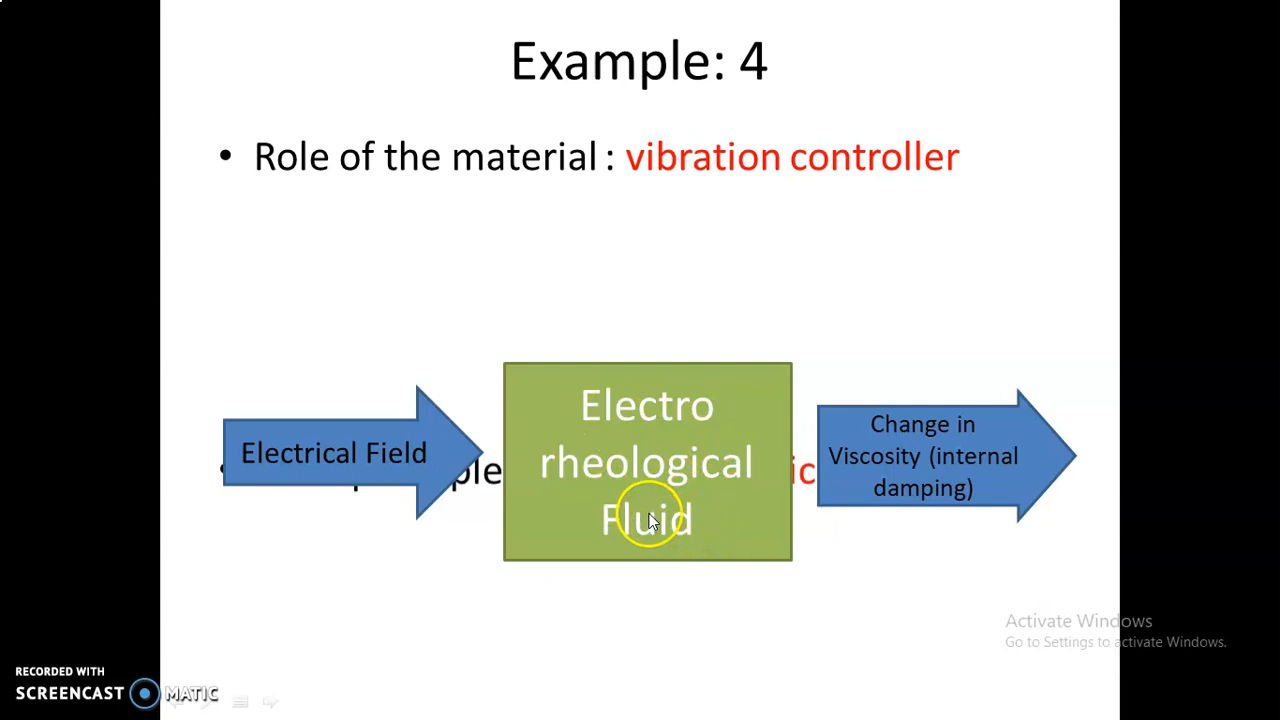 Example: 4
• Role of the material : vibration controller
Electrical Field
Electro
rheological
Fluid
Change in
Viscosity (internal
damping)
Activate Windows
Go to Settings to activate Windows.
RECORDED WITH
SCREENCAST MATIC